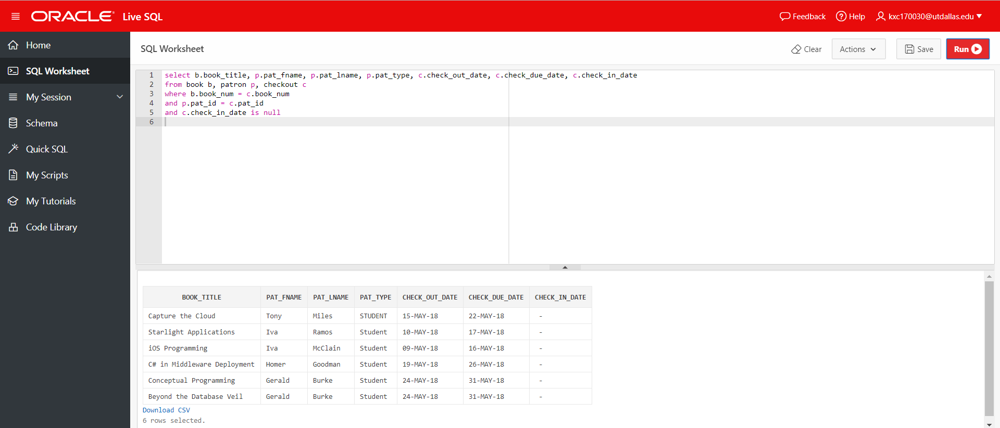 ORACLE Live SQL Feedback Help kxc170030@utdallas.edu
Home
SQL Worksheet
My Session
Schema
Quick SQL
My Scripts
My Tutorials
Code Library
SQL Worksheet Clear Actions Save Run
1 select b.book_title, p.pat_fname, p.pat_lname, p.pat_type, c.check_out_date, c.check_due_date, c.check_in_date
2 from book b, patron p, checkout c
3 where b.book_num = c.book_num
4 and p.pat_id = c.pat_id
5 and c.check_in_date is null
6
BOOK_TITLE PAT_FNAME PAT_LNAME PAT_TYPE CHECK_OUT_DATE CHECK_DUE_DATE CHECK_IN_DATE
Capture the Cloud Tony Miles STUDENT 15-MAY-18 22-MAY-18 -
Starlight Applications Iva Ramos Student 10-MAY-18 17-MAY-18 -
iOS Programming Iva McClain Student 09-MAY-18 16-MAY-18 -
C# in Middleware Deployment Homer Goodman Student 19-MAY-18 26-MAY-18 -
Conceptual Programming Gerald Burke Student 24-MAY-18 31-MAY-18 -
Beyond the Database Veil Gerald Burke Student 24-MAY-18 31-MAY-18 -
Download CSV
6 rows selected.